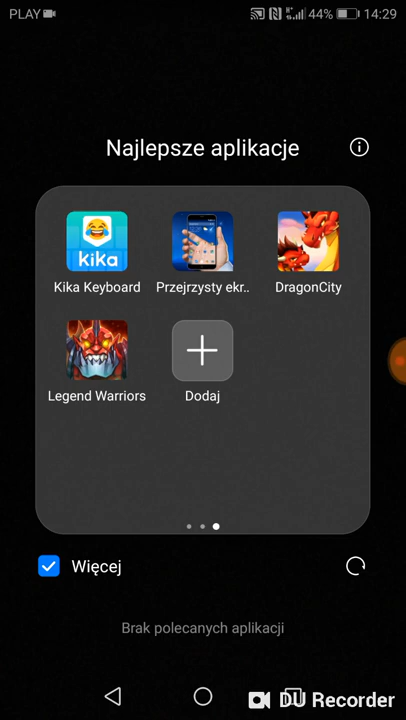 PLAY 44% 14:29
Najlepsze aplikacje
kika
Kika Keyboard Przejrzysty ekr.. DragonCity
Legend Warriors Dodaj
Więcej
Brak polecanych aplikacji
DU Recorder